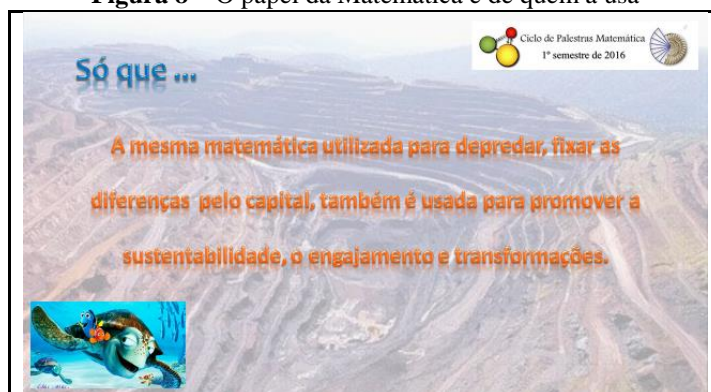 Figura 8 – O papel da Matemática e de quem a usa
Ciclo de Palestras Matemática
1º semestre de 2016
Só que ...
A mesma matemática utilizada para depredar, fixar as
diferenças pelo capital, também é usada para promover a
sustentabilidade, o engajamento e transformações.